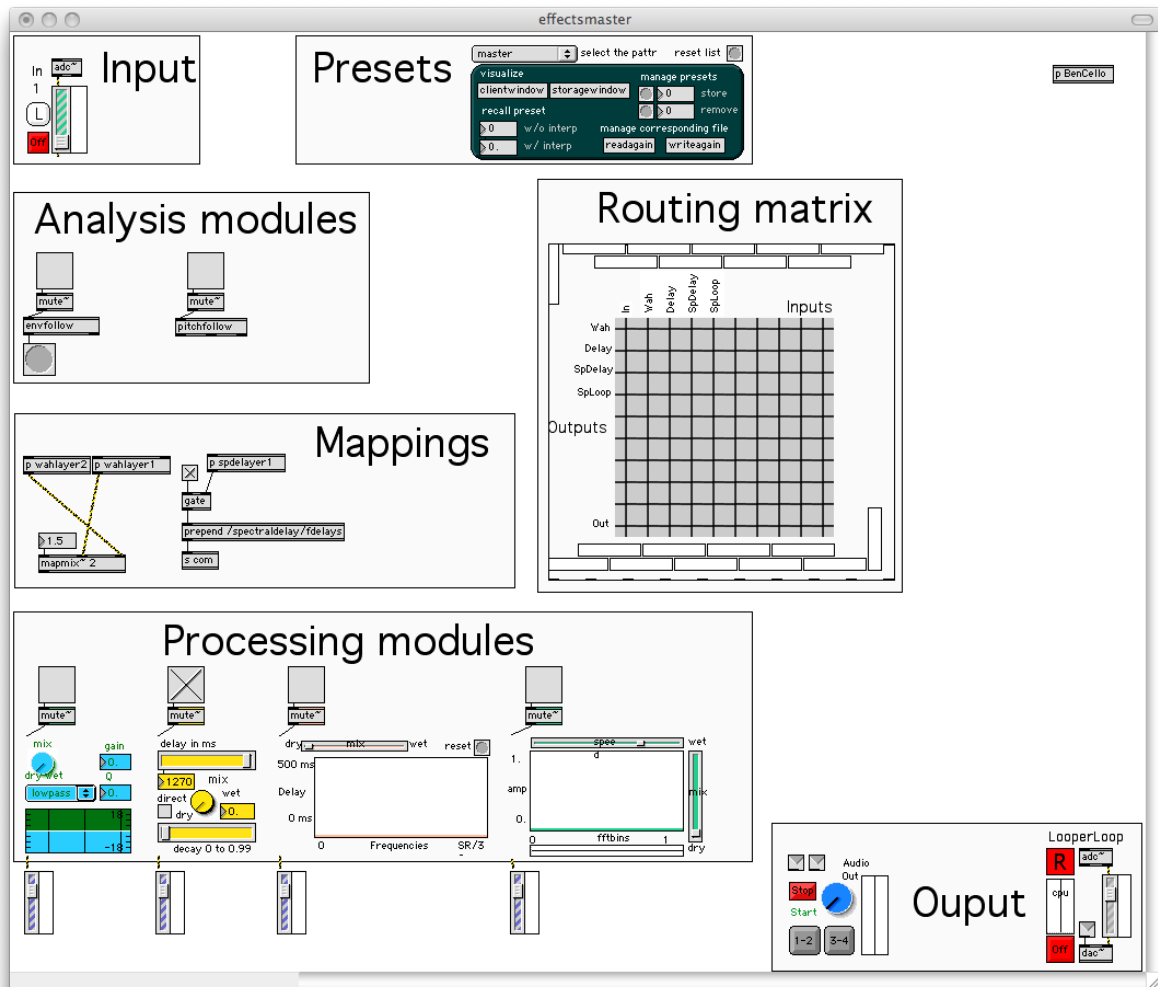 effectsmaster
In
1
adc~
Input
L
Off
Presets
master
select the pattr
reset list
visualize
clientwindow
storagewindow
manage presets
0
store
0
remove
recall preset
0
w/o interp
0.
w/ interp
manage corresponding file
readagain
writeagain
p BenCello
Analysis modules
mute~
mute~
envfollow
pitchfollow
Routing matrix
In
Wah
Delay
SpDelay
SpLoop
Inputs
Wah
Delay
SpDelay
SpLoop
Outputs
Out
Mappings
p wahlayer2
p wahlayer1
p spdelayer1
gate
1.5
prepend /spectraldelay/fdelays
mapmix~ 2
s com
Processing modules
mute~
mute~
mute~
mute~
mix
gain
0.
dry wet
Q
lowpass
0.
18
-18
delay in ms
1270
mix
direct
wet
dry
0.
decay 0 to 0.99
dry
mix
wet
reset
500 ms
Delay
0 ms
0
Frequencies
SR/3
-
spee
d
wet
1.
amp
0.
mix
0
fftbins
1
dry
Audio
Out
Stop
Start
1-2
3-4
Ouput
LooperLoop
R
adc~
cpu
Off
dac~